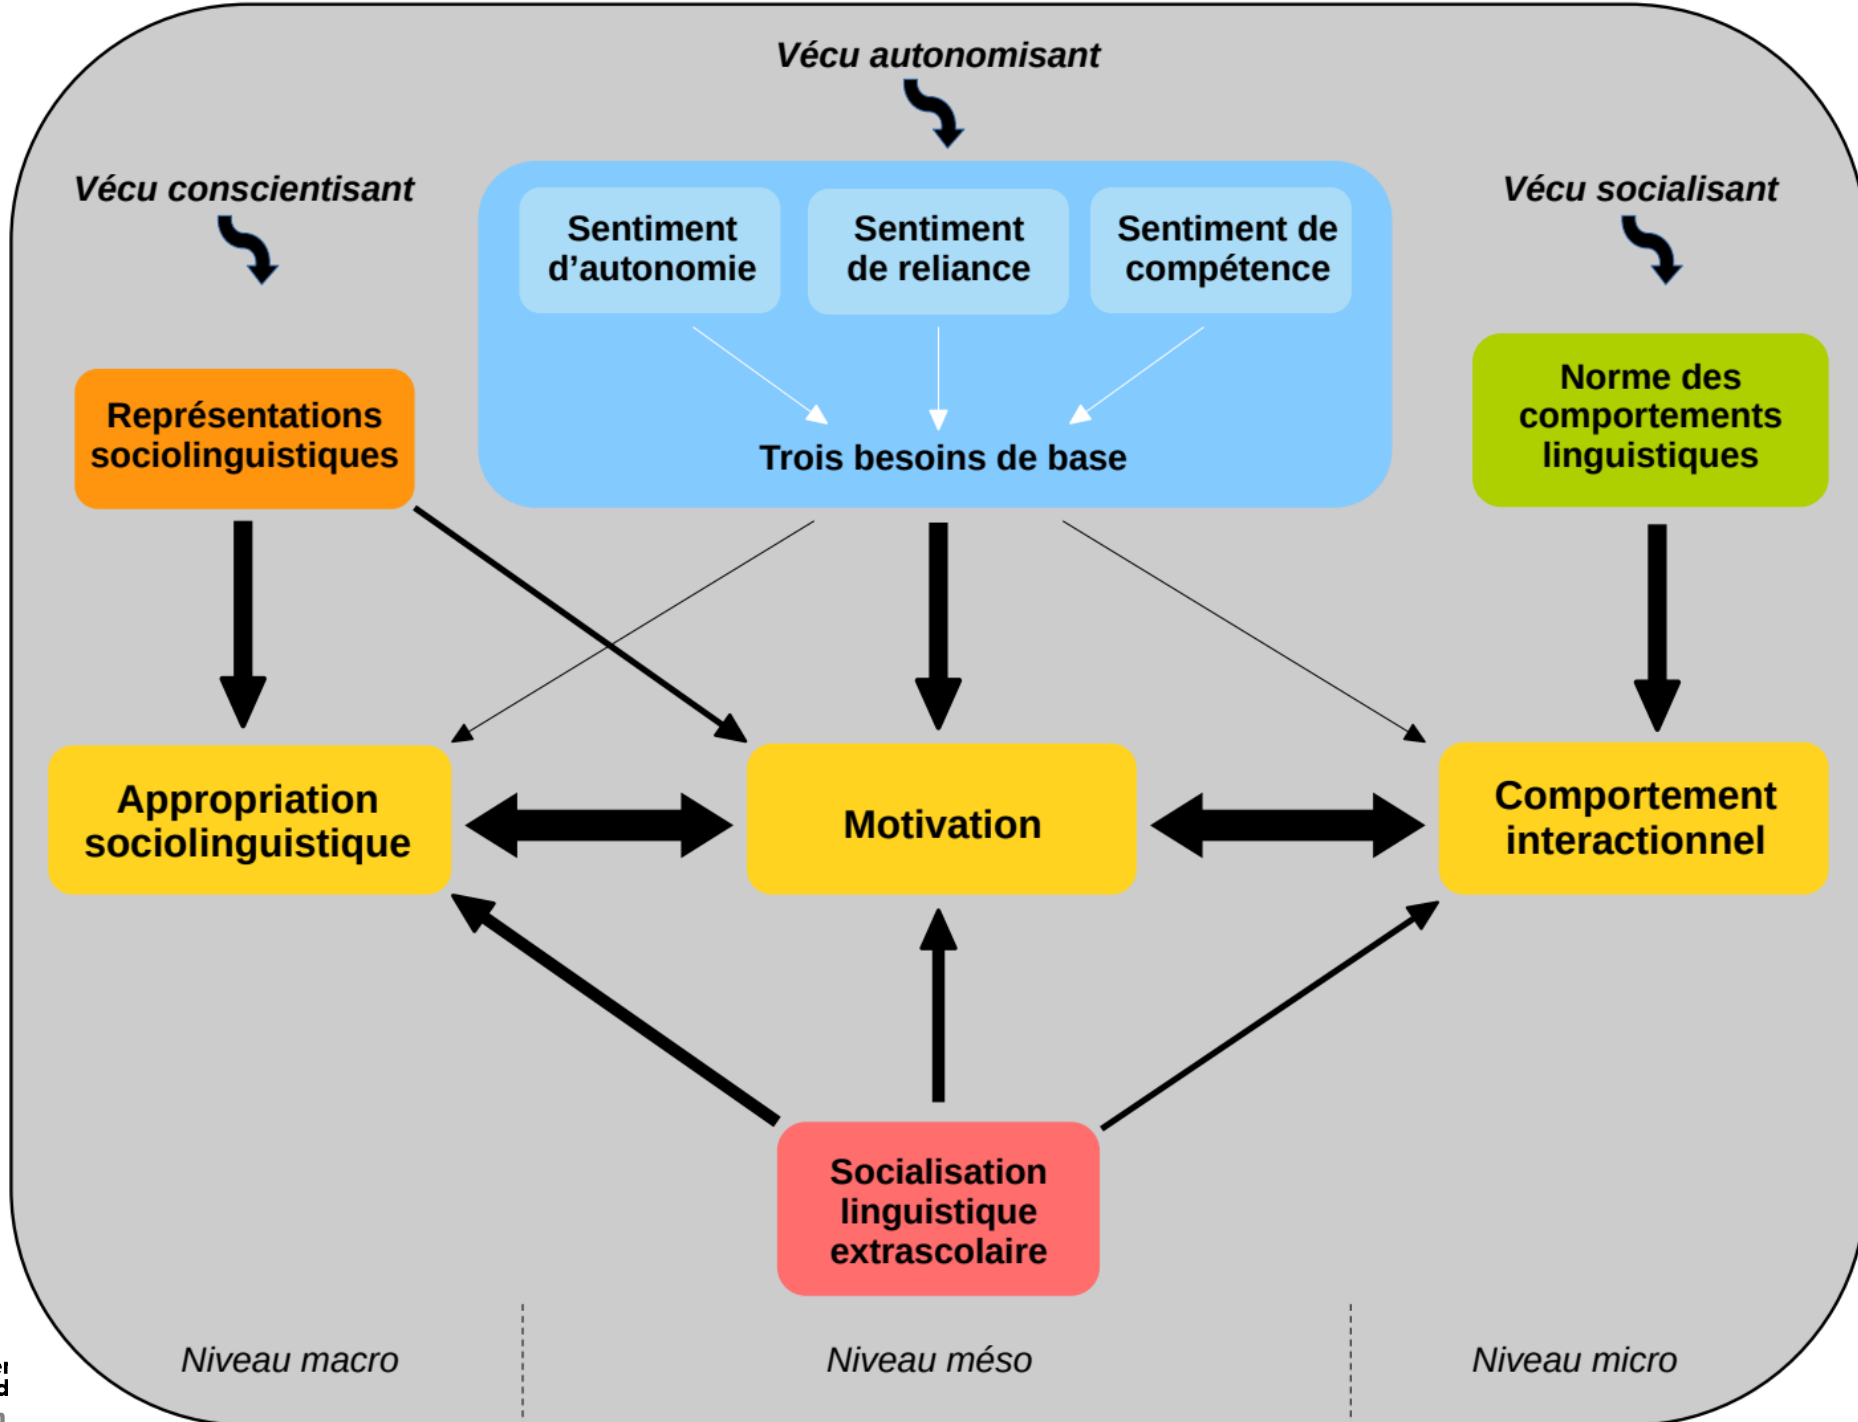 Vécu autonomisant
Vécu conscientisant
Vécu socialisant
Sentiment
d’autonomie
Sentiment
de reliance
Sentiment de
compétence
Trois besoins de base
Représentations
sociolinguistiques
Norme des
comportements
linguistiques
Appropriation
sociolinguistique
Motivation
Comportement
interactionnel
Socialisation
linguistique
extrascolaire
Niveau macro
Niveau méso
Niveau micro